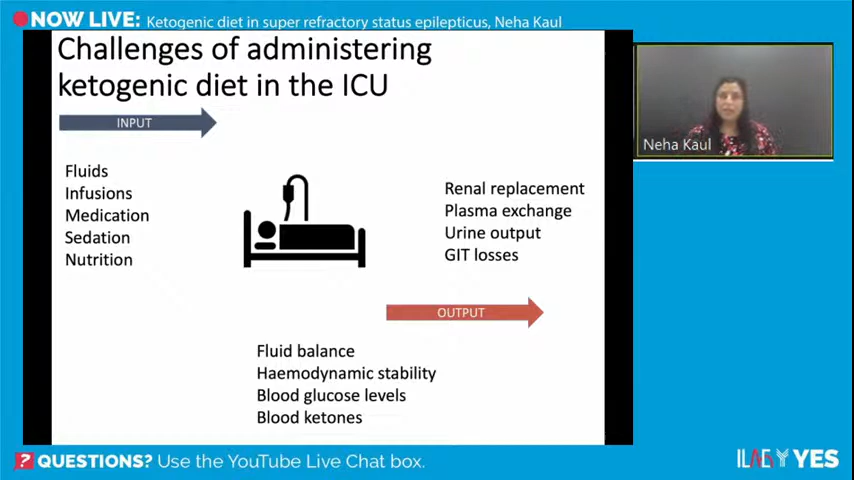 NOW LIVE: Ketogenic diet in super refractory status epilepticus, Neha Kaul
Challenges of administering
ketogenic diet in the ICU
INPUT
Fluids
Infusions
Medication
Sedation
Nutrition
Renal replacement
Plasma exchange
Urine output
GIT losses
OUTPUT
Fluid balance
Haemodynamic stability
Blood glucose levels
Blood ketones
Neha Kaul
? QUESTIONS? Use the YouTube Live Chat box.
ILAE YES